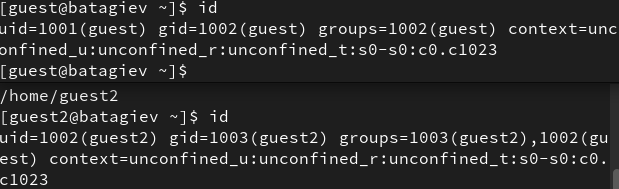 [guest@batagiev ~]$ id
uid=1001(guest) gid=1002(guest) groups=1002(guest) context=unc
onfined_u:unconfined_r:unconfined_t:s0-s0:c0.c1023
[guest@batagiev ~]$
/home/guest2
[guest2@batagiev ~]$ id
uid=1002(guest2) gid=1003(guest2) groups=1003(guest2),1002(gu
est) context=unconfined_u:unconfined_r:unconfined_t:s0-s0:c0.
c1023